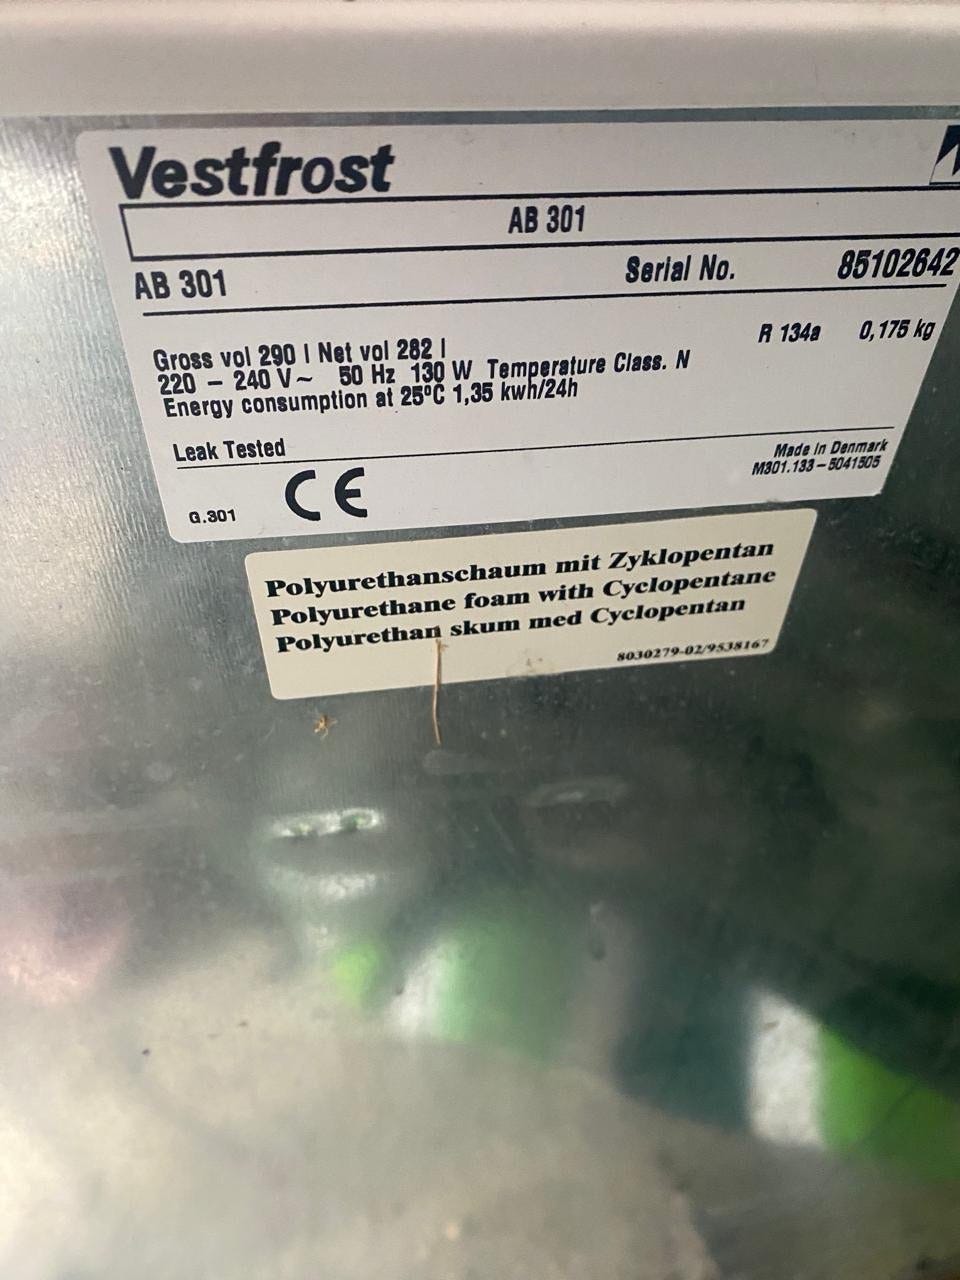 Vestfrost
AB 301
AB 301 Serial No. 85102642
Gross vol 290 l Net vol 282 l R 134a 0,175 kg
220 – 240 V~ 50 Hz 130 W Temperature Class. N
Energy consumption at 25ºC 1,35 kwh/24h
Leak Tested
Made in Denmark
M301.133–5041505
G.301 CE
Polyurethanschaum mit Zyklopentan
Polyurethane foam with Cyclopentane
Polyurethan skum med Cyclopentan
8030279-02/9538167